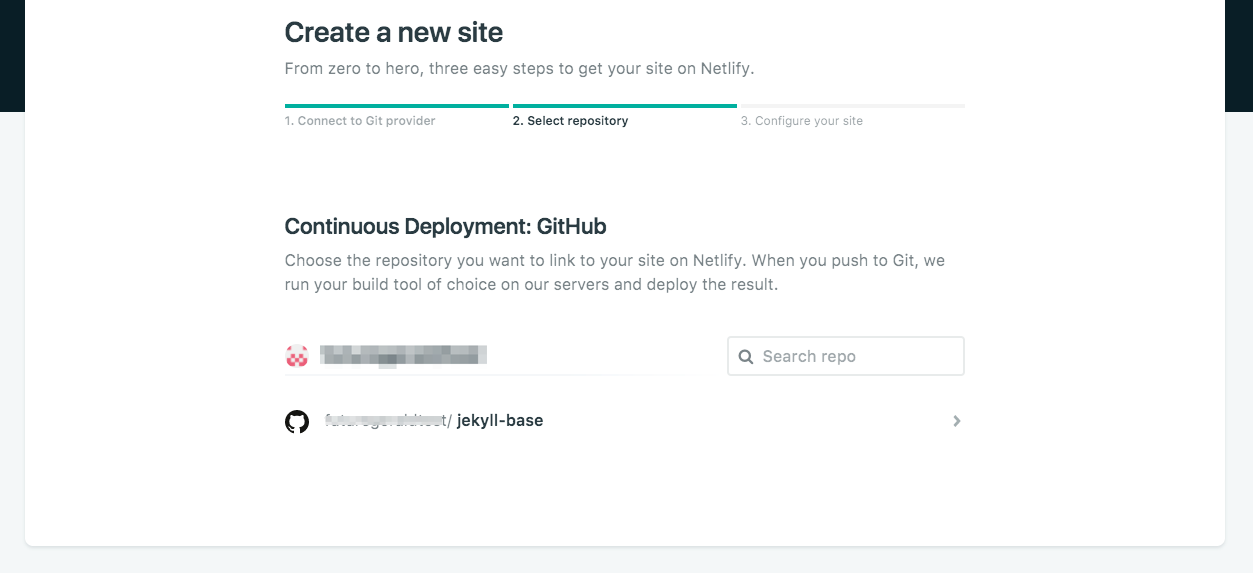 Create a new site
From zero to hero, three easy steps to get your site on Netlify.
1. Connect to Git provider
2. Select repository
3. Configure your site
Continuous Deployment: GitHub
Choose the repository you want to link to your site on Netlify. When you push to Git, we
run your build tool of choice on our servers and deploy the result.
Search repo
/ jekyll-base